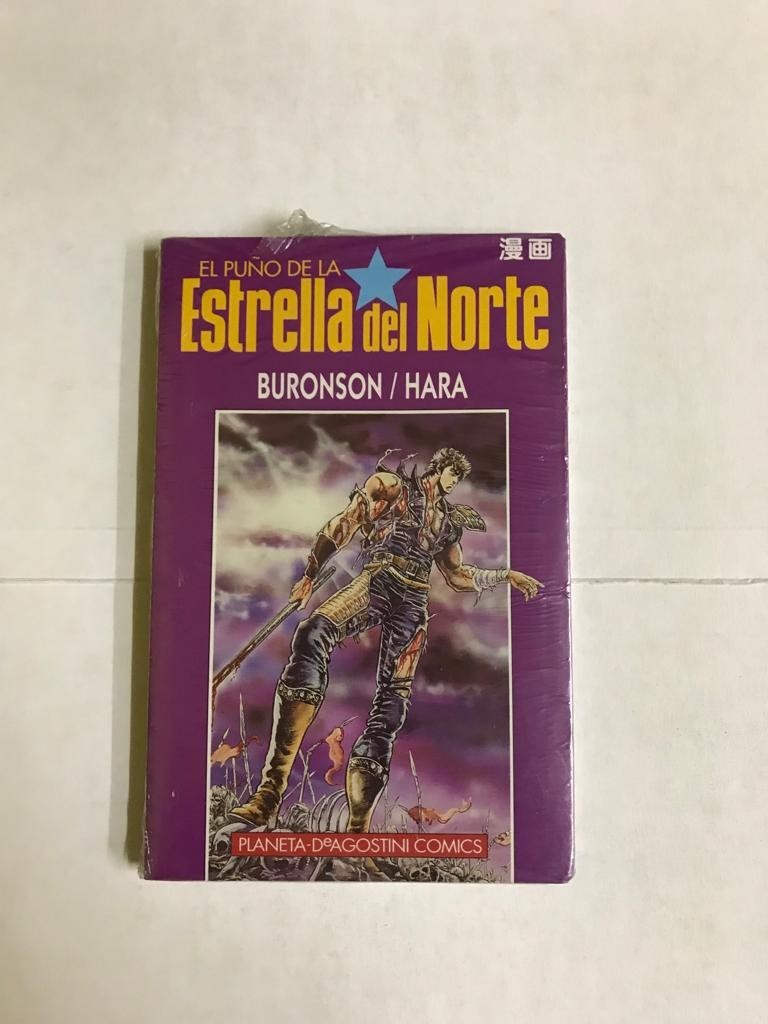 漫画
EL PUÑO DE LA
Estrella del Norte
BURONSON / HARA
PLANETA-DeAGOSTINI COMICS